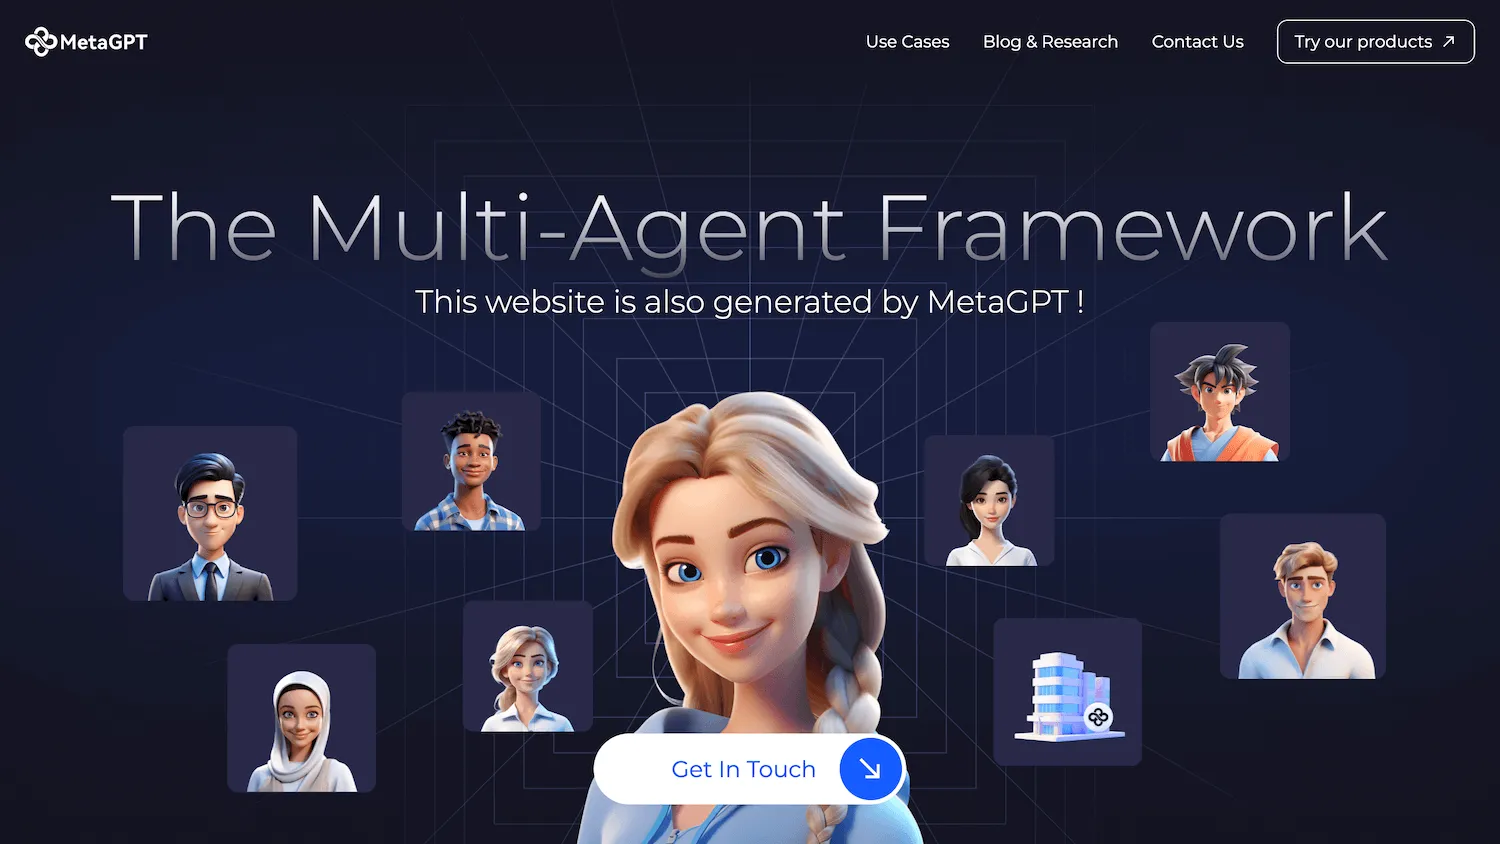 MetaGPT
Use Cases
Blog & Research
Contact Us
Try our products
The Multi-Agent Framework
This website is also generated by MetaGPT !
Get In Touch